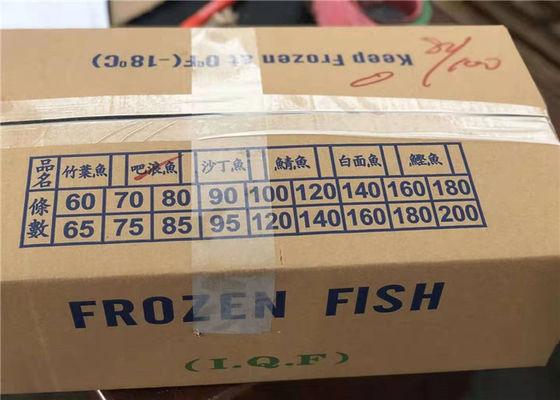 Keep Frozen at 0°F(-18°C)
品名 竹葉魚 吧浪魚 沙丁魚 鯖魚 白面魚 鰹魚
條數 60 70 80 90 100 120 140 160 180
65 75 85 95 120 140 160 180 200
FROZEN FISH
(I.Q.F)